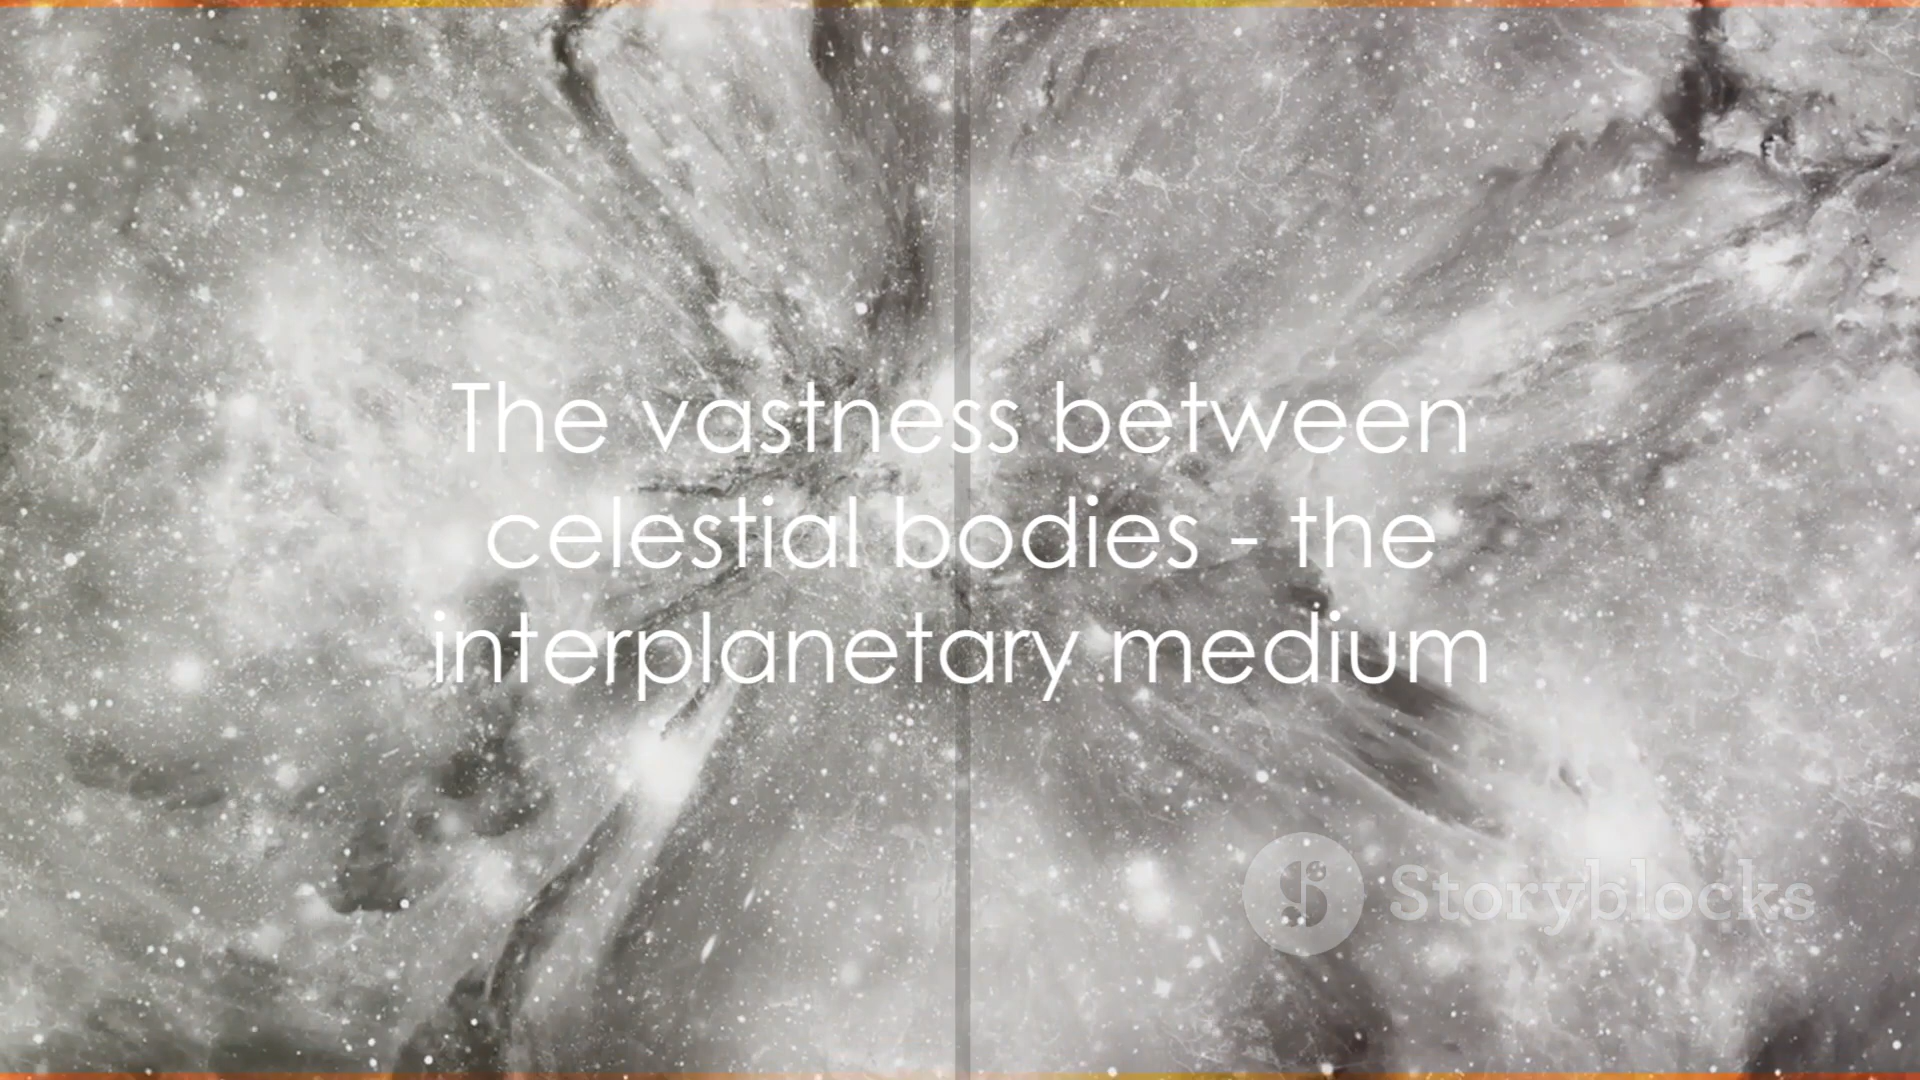 The vastness between
celestial bodies - the
interplanetary medium
Storyblocks